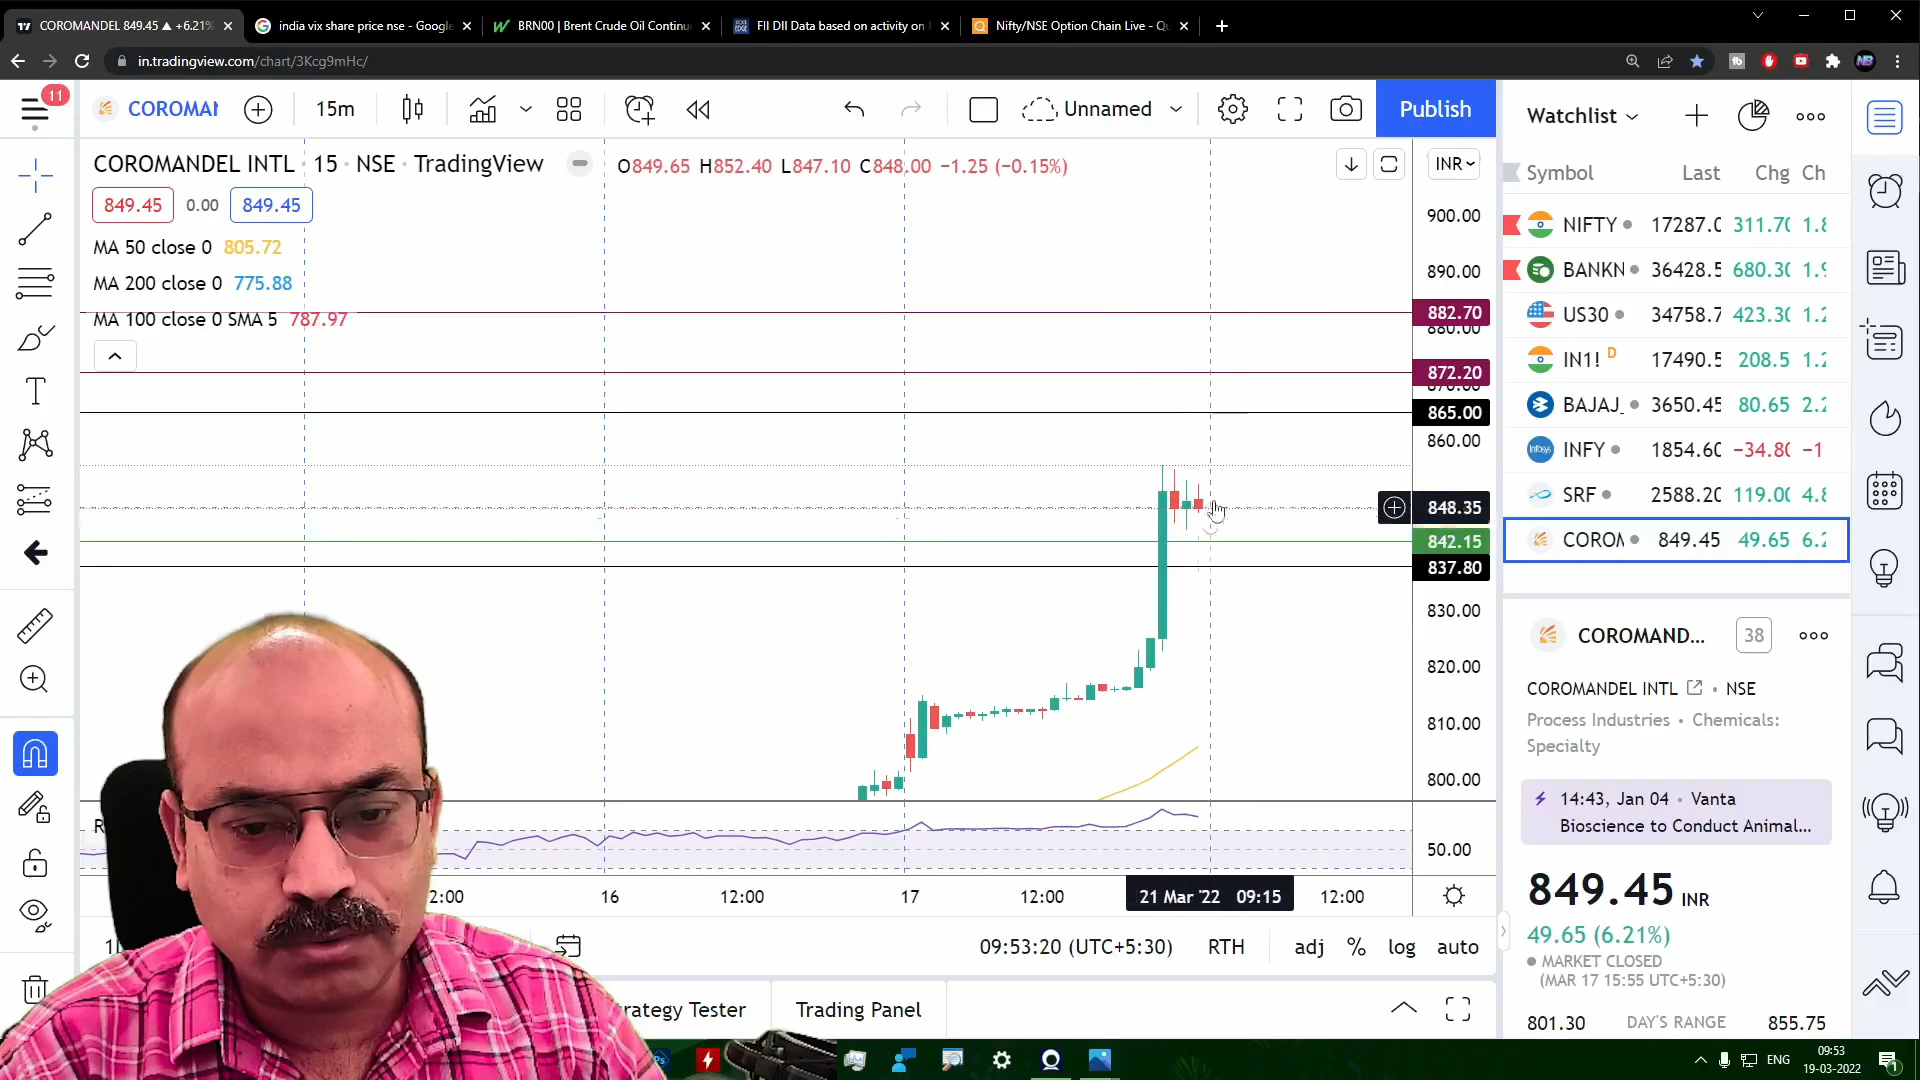 COROMANDEL 849.45 ▲ +6.21%
india vix share price nse - Google
BRN00 | Brent Crude Oil Continu
FII DII Data based on activity on
Nifty/NSE Option Chain Live - Qu
in.tradingview.com/chart/3Kcg9mHc/
11
COROMAN
15m
Unnamed
Publish
COROMANDEL INTL · 15 · NSE · TradingView
O849.65 H852.40 L847.10 C848.00 −1.25 (−0.15%)
INR
849.45 0.00 849.45
MA 50 close 0 805.72
MA 200 close 0 775.88
MA 100 close 0 SMA 5 787.97
900.00
890.00
882.70
880.00
872.20
870.00
865.00
860.00
848.35
842.15
837.80
830.00
820.00
810.00
800.00
50.00
2:00
16
12:00
17
12:00
21 Mar '22 09:15
12:00
09:53:20 (UTC+5:30)
RTH
adj
%
log
auto
trategy Tester
Trading Panel
Watchlist
Symbol Last Chg Ch
NIFTY 17287.0 311.70 1.8
BANKN 36428.5 680.30 1.9
US30 34758.7 423.30 1.2
IN1! D 17490.5 208.5 1.2
BAJAJ_ 3650.45 80.65 2.2
INFY 1854.60 −34.80 −1
SRF 2588.20 119.00 4.8
COROM 849.45 49.65 6.2
COROMAND...
38
COROMANDEL INTL • NSE
Process Industries • Chemicals:
Specialty
14:43, Jan 04 • Vanta
Bioscience to Conduct Animal...
849.45 INR
49.65 (6.21%)
MARKET CLOSED
(MAR 17 15:55 UTC+5:30)
801.30 DAY'S RANGE 855.75
Ps
ENG
09:53
19-03-2022
1